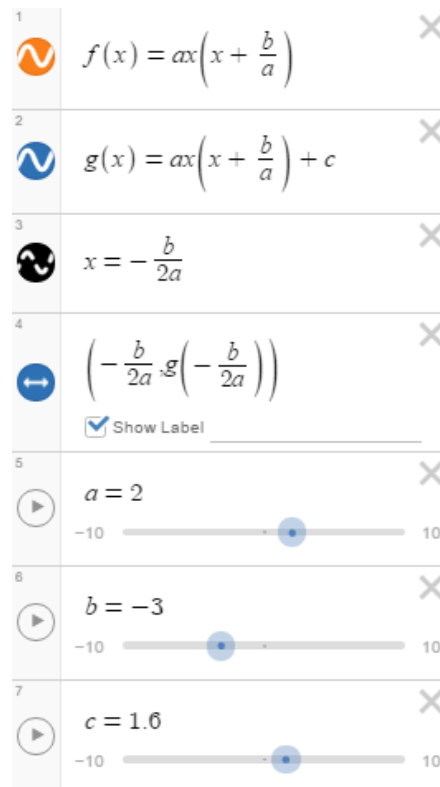 1
f(x) = ax(x + b/a)
2
g(x) = ax(x + b/a) + c
3
x = − b/2a
4
(− b/2a, g(− b/2a))
Show Label
5
a = 2
−10 10
6
b = −3
−10 10
7
c = 1.6
−10 10